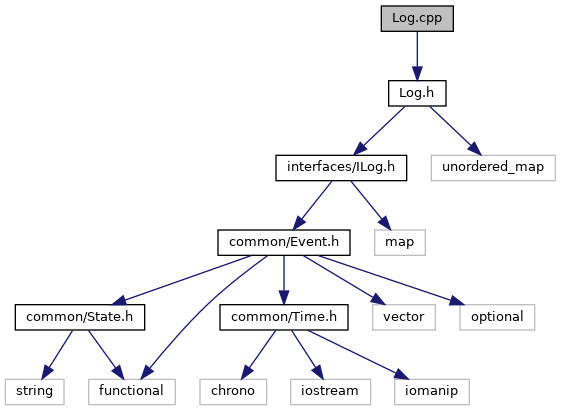 Log.cpp
Log.h
interfaces/ILog.h
unordered_map
common/Event.h
map
common/State.h
common/Time.h
vector
optional
string
functional
chrono
iostream
iomanip